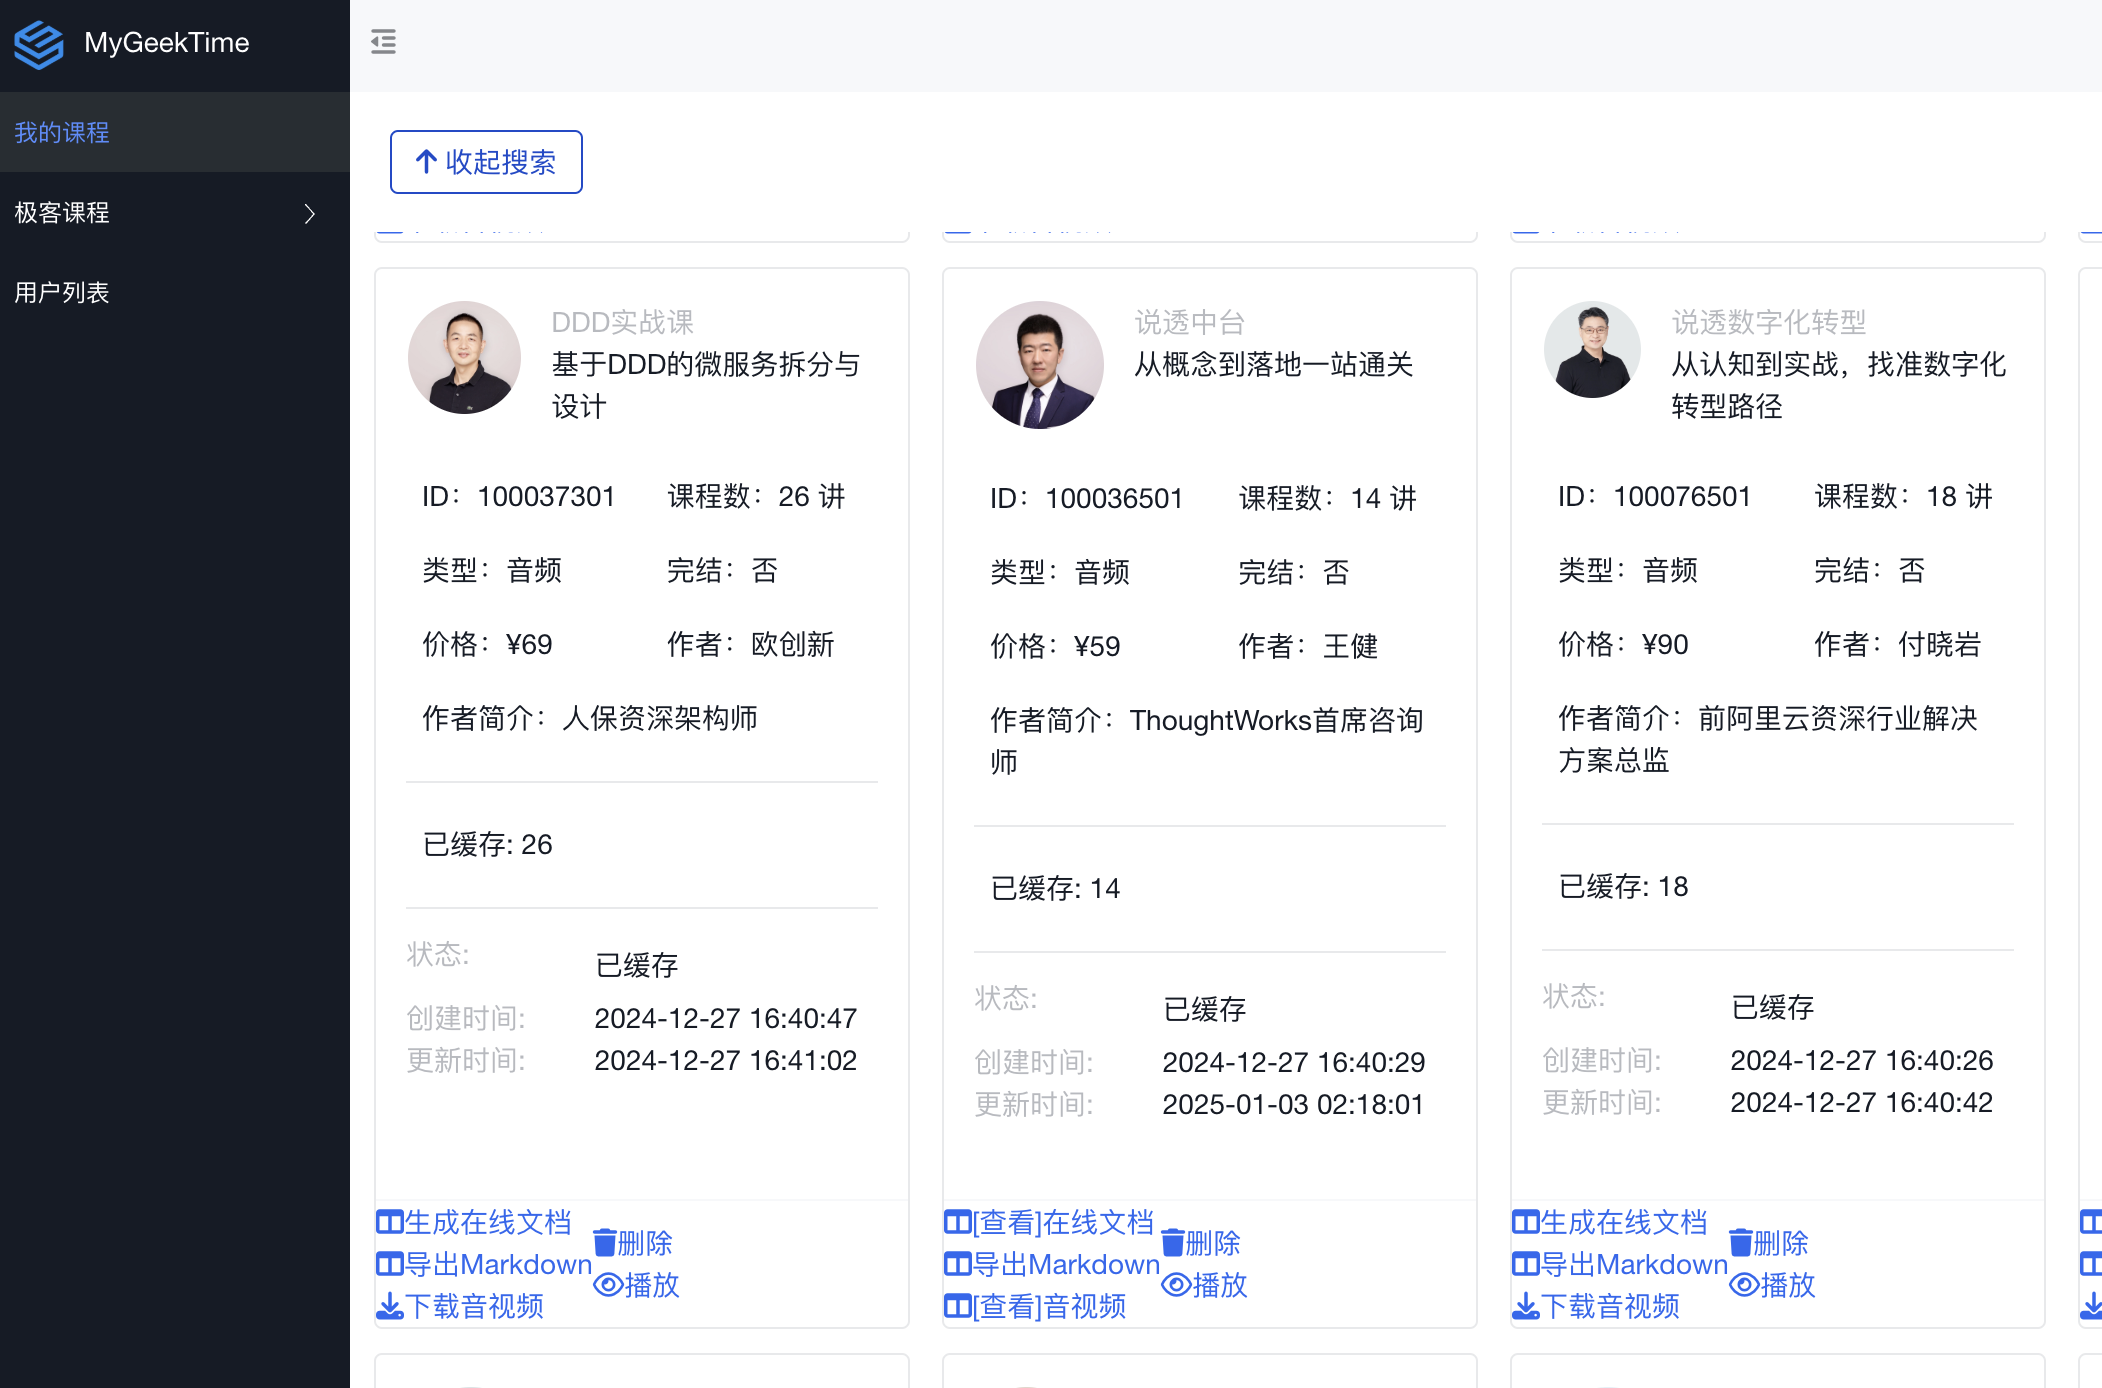 MyGeekTime
我的课程
极客课程
用户列表
收起搜索
DDD实战课
基于DDD的微服务拆分与
设计
ID：100037301 课程数：26 讲
类型：音频 完结：否
价格：¥69 作者：欧创新
作者简介：人保资深架构师
已缓存: 26
状态: 已缓存
创建时间: 2024-12-27 16:40:47
更新时间: 2024-12-27 16:41:02
生成在线文档
导出Markdown
下载音视频
删除
播放
说透中台
从概念到落地一站通关
ID：100036501 课程数：14 讲
类型：音频 完结：否
价格：¥59 作者：王健
作者简介：ThoughtWorks首席咨询
师
已缓存: 14
状态: 已缓存
创建时间: 2024-12-27 16:40:29
更新时间: 2025-01-03 02:18:01
[查看]在线文档
导出Markdown
[查看]音视频
删除
播放
说透数字化转型
从认知到实战，找准数字化
转型路径
ID：100076501 课程数：18 讲
类型：音频 完结：否
价格：¥90 作者：付晓岩
作者简介：前阿里云资深行业解决
方案总监
已缓存: 18
状态: 已缓存
创建时间: 2024-12-27 16:40:26
更新时间: 2024-12-27 16:40:42
生成在线文档
导出Markdown
下载音视频
删除
播放